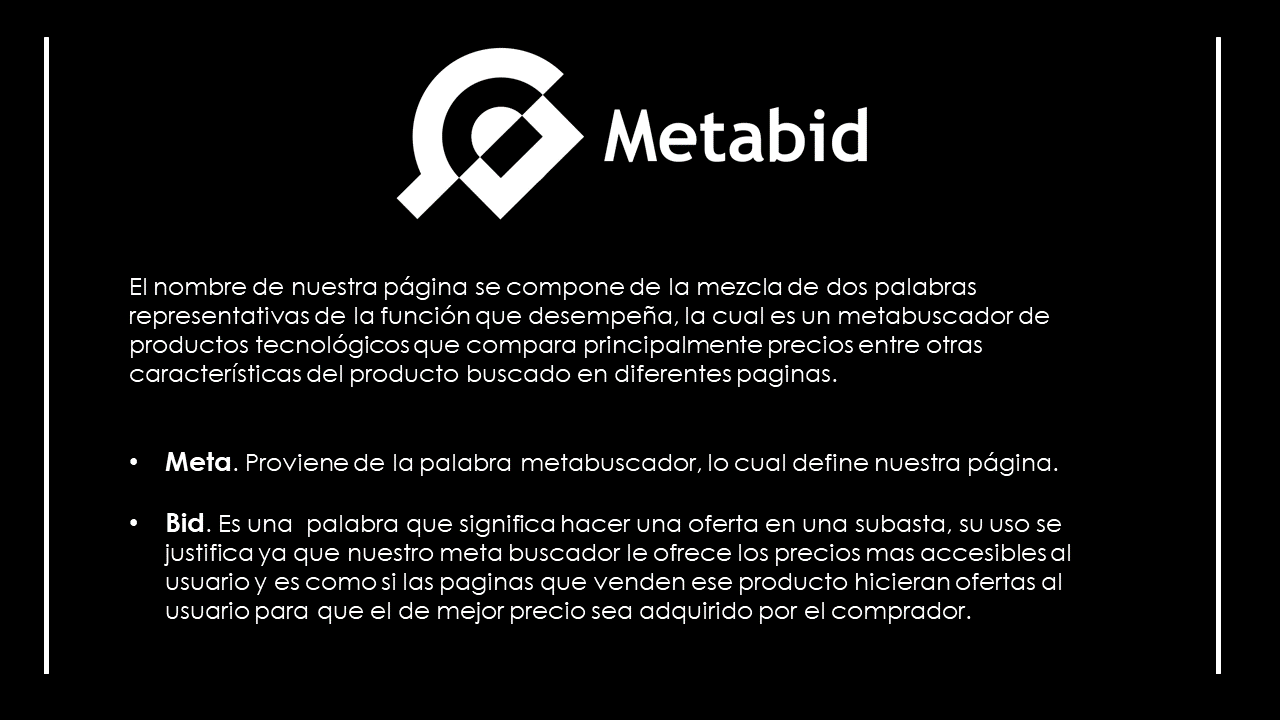 Metabid
El nombre de nuestra página se compone de la mezcla de dos palabras
representativas de la función que desempeña, la cual es un metabuscador de
productos tecnológicos que compara principalmente precios entre otras
características del producto buscado en diferentes paginas.
• Meta. Proviene de la palabra metabuscador, lo cual define nuestra página.
• Bid. Es una  palabra que significa hacer una oferta en una subasta, su uso se
justifica ya que nuestro meta buscador le ofrece los precios mas accesibles al
usuario y es como si las paginas que venden ese producto hicieran ofertas al
usuario para que el de mejor precio sea adquirido por el comprador.